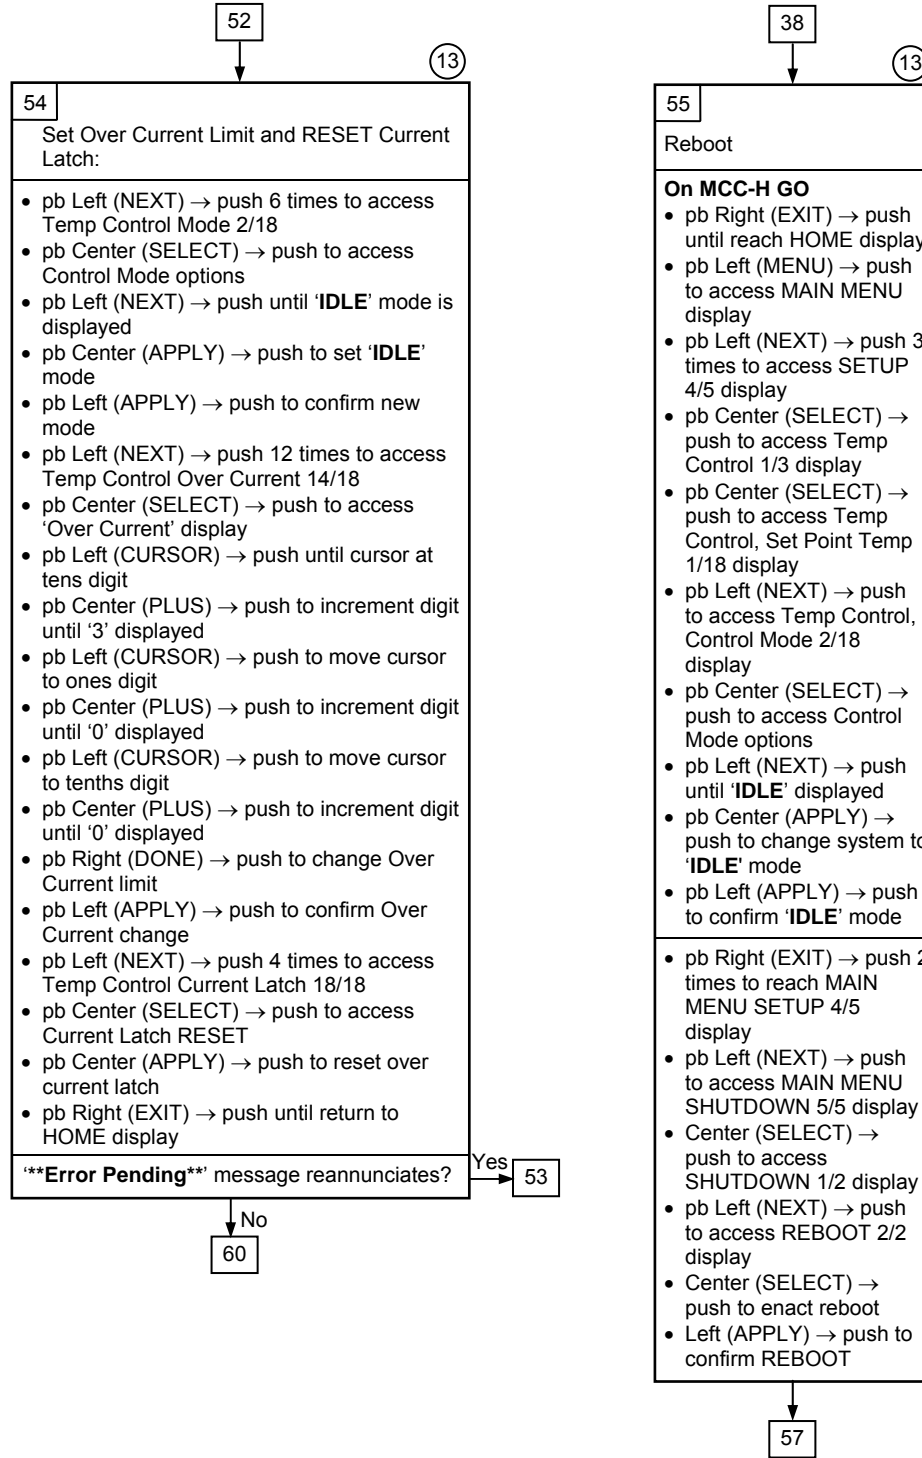 52
13
54
Set Over Current Limit and RESET Current
Latch:
• pb Left (NEXT) → push 6 times to access
Temp Control Mode 2/18
• pb Center (SELECT) → push to access
Control Mode options
• pb Left (NEXT) → push until ‘IDLE’ mode is
displayed
• pb Center (APPLY) → push to set ‘IDLE’
mode
• pb Left (APPLY) → push to confirm new
mode
• pb Left (NEXT) → push 12 times to access
Temp Control Over Current 14/18
• pb Center (SELECT) → push to access
‘Over Current’ display
• pb Left (CURSOR) → push until cursor at
tens digit
• pb Center (PLUS) → push to increment digit
until ‘3’ displayed
• pb Left (CURSOR) → push to move cursor
to ones digit
• pb Center (PLUS) → push to increment digit
until ‘0’ displayed
• pb Left (CURSOR) → push to move cursor
to tenths digit
• pb Center (PLUS) → push to increment digit
until ‘0’ displayed
• pb Right (DONE) → push to change Over
Current limit
• pb Left (APPLY) → push to confirm Over
Current change
• pb Left (NEXT) → push 4 times to access
Temp Control Current Latch 18/18
• pb Center (SELECT) → push to access
Current Latch RESET
• pb Center (APPLY) → push to reset over
current latch
• pb Right (EXIT) → push until return to
HOME display
‘**Error Pending**’ message reannunciates?
Yes
53
No
60
38
13
55
Reboot
On MCC-H GO
• pb Right (EXIT) → push
until reach HOME display
• pb Left (MENU) → push
to access MAIN MENU
display
• pb Left (NEXT) → push 3
times to access SETUP
4/5 display
• pb Center (SELECT) →
push to access Temp
Control 1/3 display
• pb Center (SELECT) →
push to access Temp
Control, Set Point Temp
1/18 display
• pb Left (NEXT) → push
to access Temp Control,
Control Mode 2/18
display
• pb Center (SELECT) →
push to access Control
Mode options
• pb Left (NEXT) → push
until ‘IDLE’ displayed
• pb Center (APPLY) →
push to change system to
‘IDLE' mode
• pb Left (APPLY) → push
to confirm ‘IDLE’ mode
• pb Right (EXIT) → push 2
times to reach MAIN
MENU SETUP 4/5
display
• pb Left (NEXT) → push
to access MAIN MENU
SHUTDOWN 5/5 display
• Center (SELECT) →
push to access
SHUTDOWN 1/2 display
• pb Left (NEXT) → push
to access REBOOT 2/2
display
• Center (SELECT) →
push to enact reboot
• Left (APPLY) → push to
confirm REBOOT
57